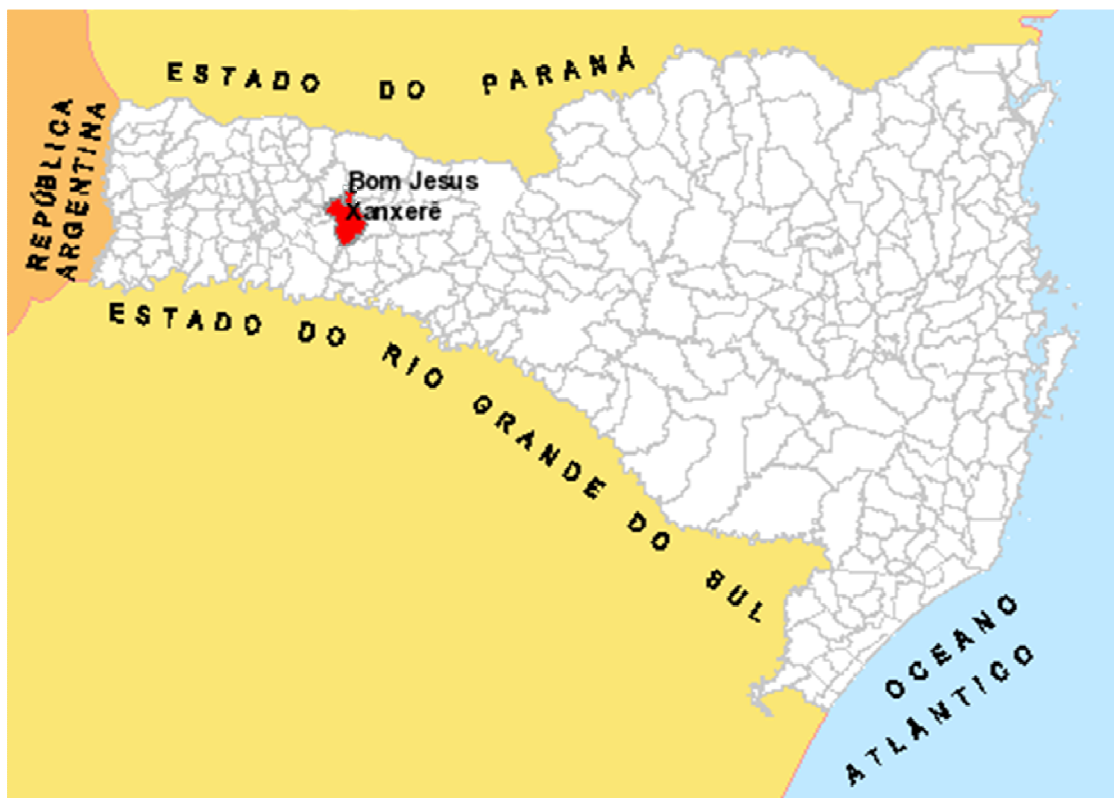 ESTADO DO PARANÁ
REPÚBLICA
ARGENTINA
Bom Jesus
Xanxerê
ESTADO DO RIO GRANDE DO SUL
OCEANO
ATLÂNTICO